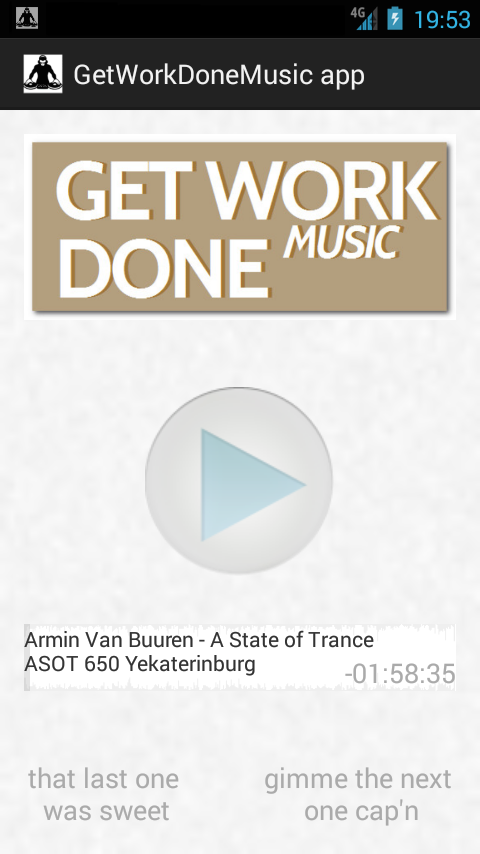 4G 19:53
GetWorkDoneMusic app
GET WORK
DONE MUSIC
Armin Van Buuren - A State of Trance
ASOT 650 Yekaterinburg
-01:58:35
that last one
was sweet
gimme the next
one cap'n